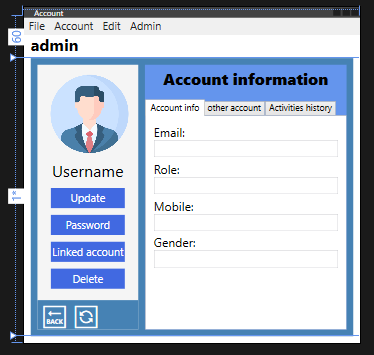 Account
File Account Edit Admin
60
admin
Account information
Account info other account Activities history
Email:
Role:
Username
Update
Mobile:
Password
Gender:
Linked account
Delete
1*
BACK